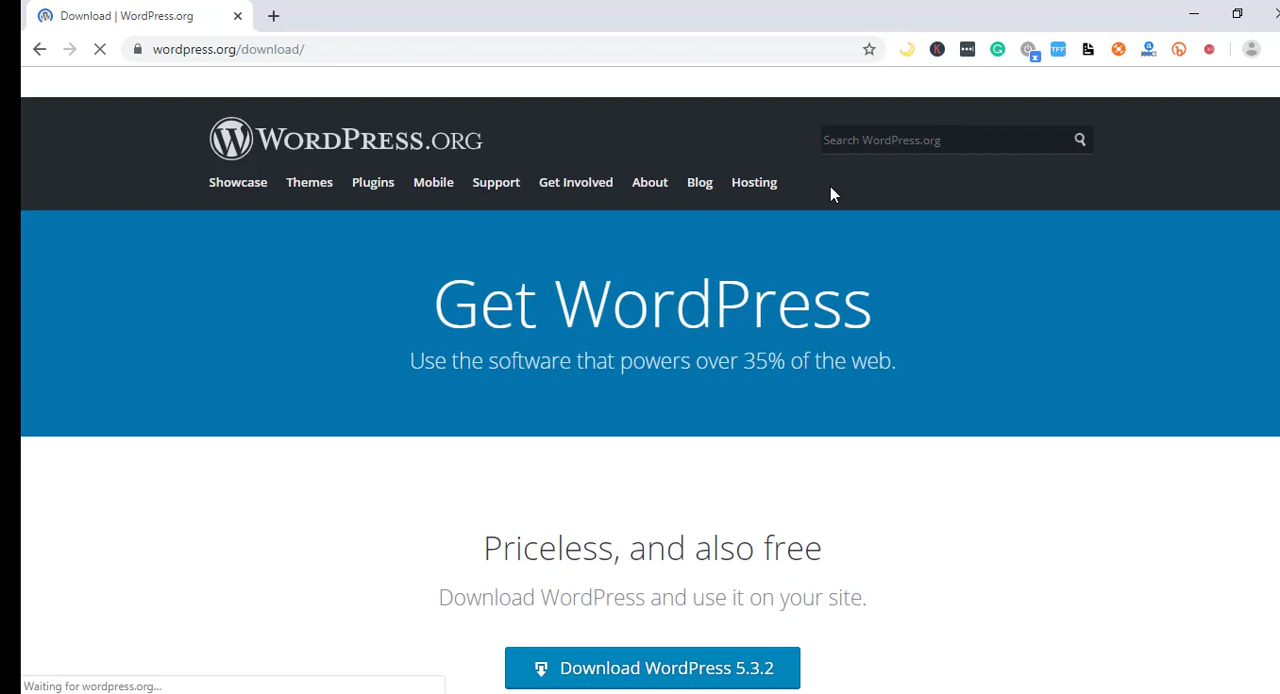 Download | WordPress.org
wordpress.org/download/
WORDPRESS.ORG
Search WordPress.org
Showcase Themes Plugins Mobile Support Get Involved About Blog Hosting
Get WordPress
Use the software that powers over 35% of the web.
Priceless, and also free
Download WordPress and use it on your site.
Download WordPress 5.3.2
Waiting for wordpress.org...